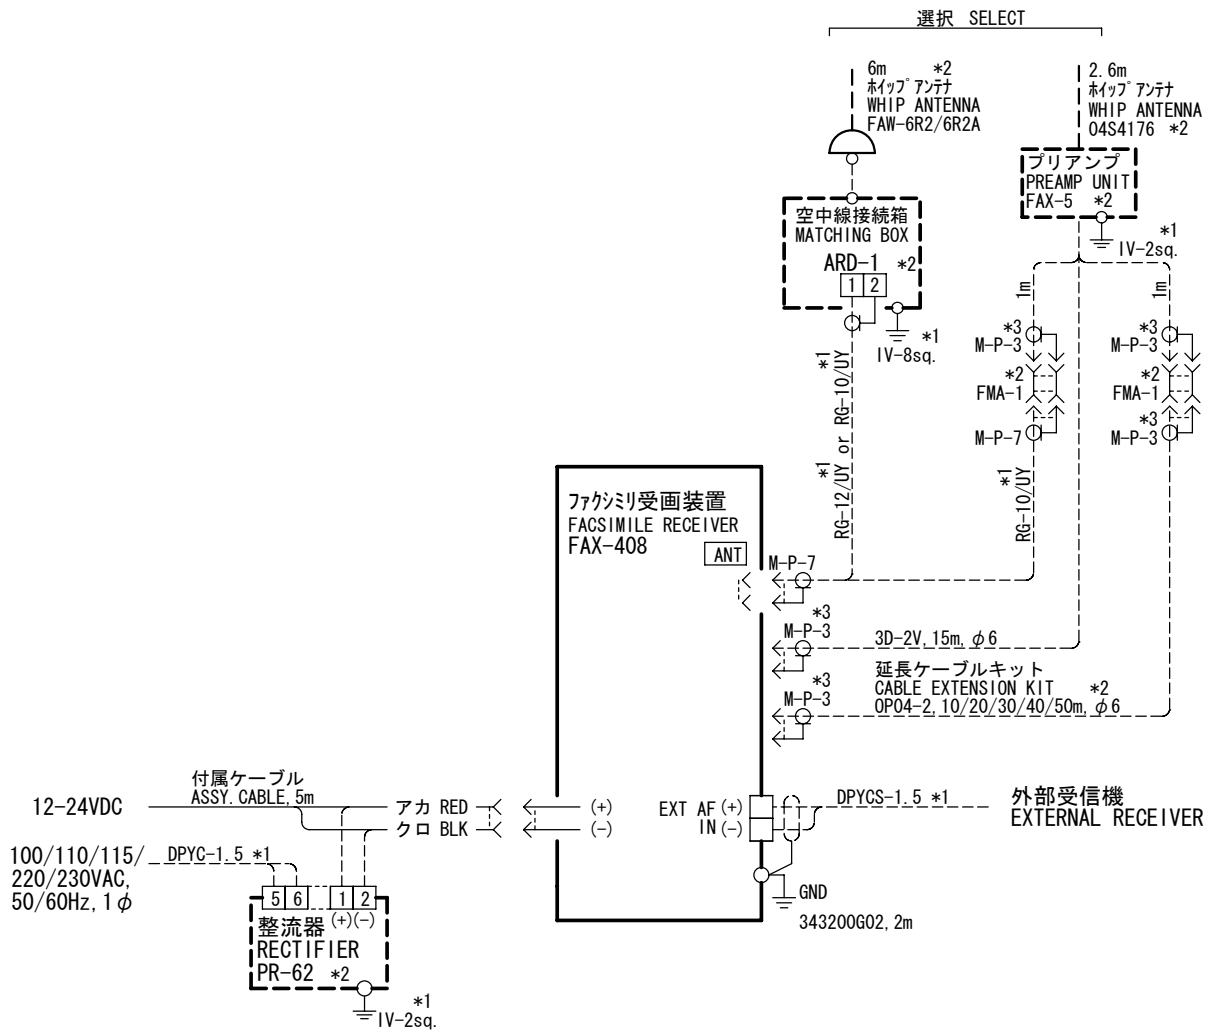 選択 SELECT
6m *2
ﾎｲｯﾌﾟｱﾝﾃﾅ
WHIP ANTENNA
FAW-6R2/6R2A
2.6m
ﾎｲｯﾌﾟｱﾝﾃﾅ
WHIP ANTENNA
04S4176 *2
プリアンプ
PREAMP UNIT
FAX-5 *2
*1
IV-2sq.
空中線接続箱
MATCHING BOX
ARD-1 *2
1 2
*1
IV-8sq.
1m
1m
*3
M-P-3
*2
FMA-1
M-P-7
*3
M-P-3
*2
FMA-1
*3
M-P-3
*1 *1
RG-12/UY or RG-10/UY
*1
RG-10/UY
ﾌｧｸｼﾐﾘ受画装置
FACSIMILE RECEIVER
FAX-408
ANT
M-P-7
*3
M-P-3
3D-2V, 15m, φ6
延長ケーブルキット
CABLE EXTENSION KIT *2
OP04-2, 10/20/30/40/50m, φ6
*3
M-P-3
付属ケーブル
ASSY. CABLE, 5m
12-24VDC
アカ RED
(+)
クロ BLK
(-)
EXT AF (+)
IN (-)
DPYCS-1.5 *1
外部受信機
EXTERNAL RECEIVER
GND
343200G02, 2m
100/110/115/
220/230VAC,
50/60Hz, 1φ
DPYC-1.5 *1
5 6 1 2
(+)(-)
整流器
RECTIFIER
PR-62 *2
*1
IV-2sq.